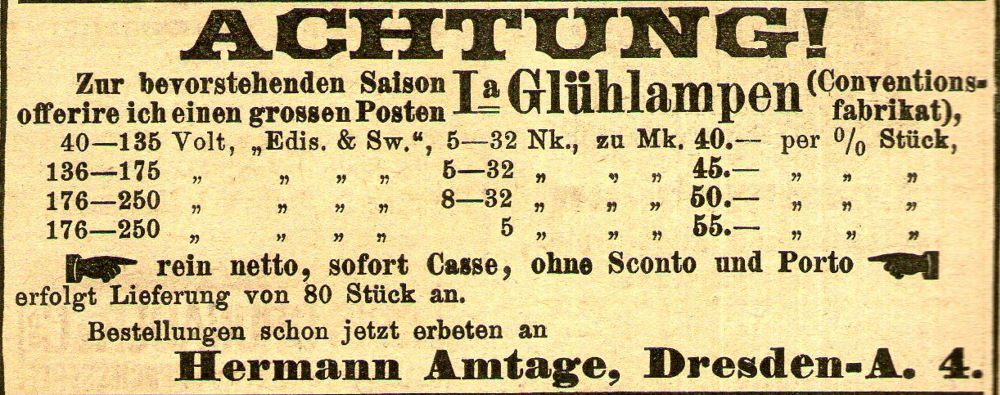 ACHTUNG!
Zur bevorstehenden Saison
offerire ich einen grossen Posten Ia Glühlampen (Conventions-
fabrikat),
40—135 Volt, „Edis. & Sw.“, 5—32 Nk., zu Mk. 40.— per % Stück,
136—175 „ „ „ „ 5—32 „ „ „ 45.— „ „ „
176—250 „ „ „ „ 8—32 „ „ „ 50.— „ „ „
176—250 „ „ „ „ 5 „ „ „ 55.— „ „ „
rein netto, sofort Casse, ohne Sconto und Porto
erfolgt Lieferung von 80 Stück an.
Bestellungen schon jetzt erbeten an
Hermann Amtage, Dresden-A. 4.